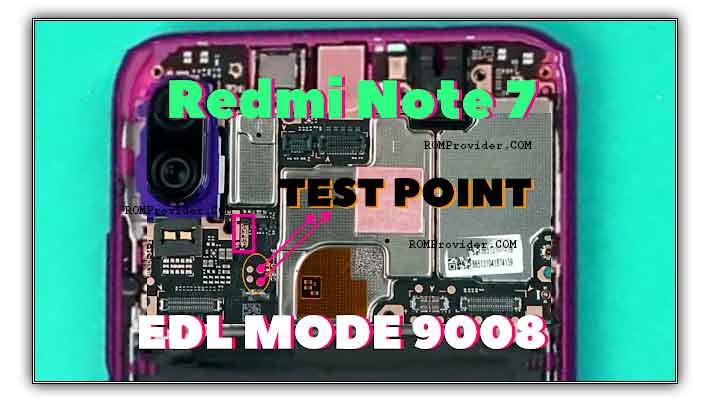 Redmi Note 7
ROMProvider.COM
TEST POINT
ROMProvider.COM
ROMProvider.COM
EDL MODE 9008